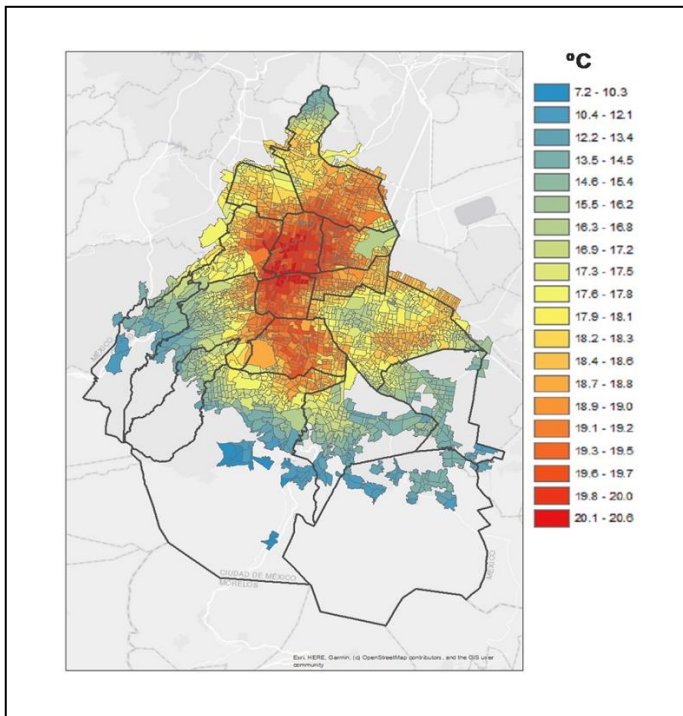 ºC
7.2 - 10.3
10.4 - 12.1
12.2 - 13.4
13.5 - 14.5
14.6 - 15.4
15.5 - 16.2
16.3 - 16.8
16.9 - 17.2
17.3 - 17.5
17.6 - 17.8
17.9 - 18.1
18.2 - 18.3
18.4 - 18.6
18.7 - 18.8
18.9 - 19.0
19.1 - 19.2
19.3 - 19.5
19.6 - 19.7
19.8 - 20.0
20.1 - 20.6
MÉXICO
MÉXICO
CIUDAD DE MÉXICO
MORELOS
Esri, HERE, Garmin, (c) OpenStreetMap contributors, and the GIS user
community